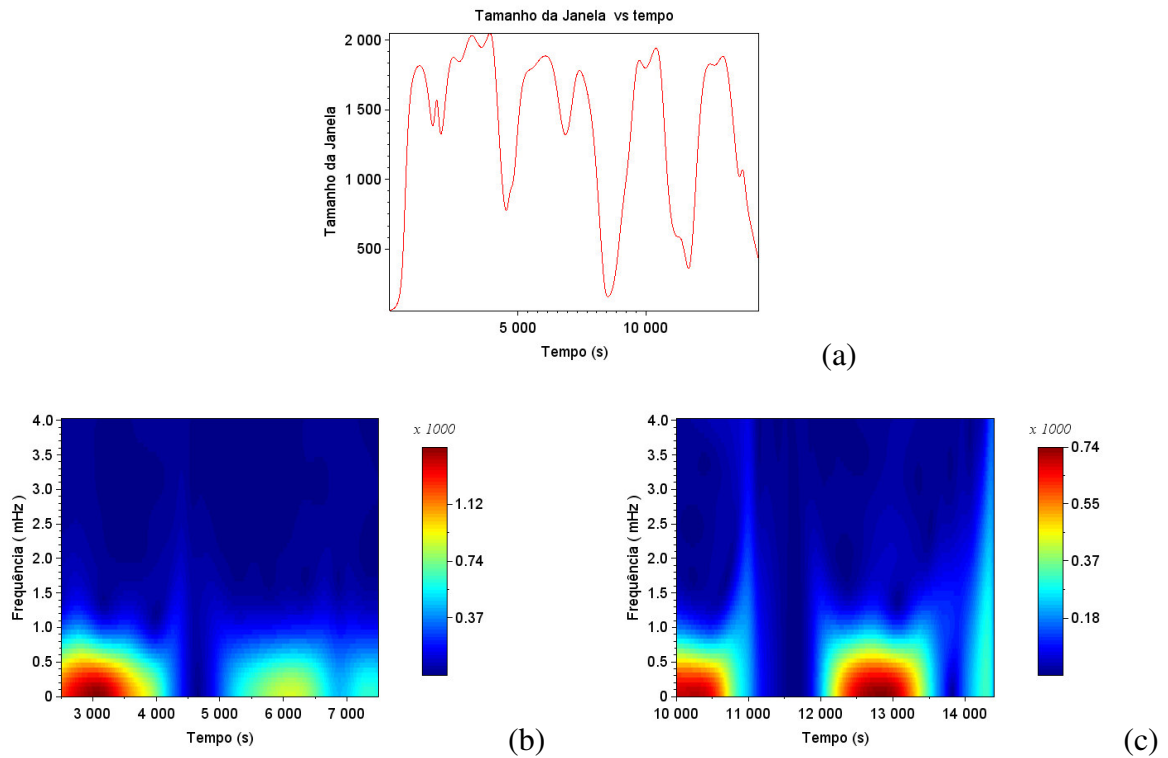 Tamanho da Janela vs tempo
Tamanho da Janela
2 000
1 500
1 000
500
5 000 10 000
Tempo (s)
(a)
Frequência ( mHz )
4.0
3.5
3.0
2.5
2.0
1.5
1.0
0.5
0
3 000 4 000 5 000 6 000 7 000
Tempo (s)
x 1000
1.12
0.74
0.37
(b)
Frequência ( mHz )
4.0
3.5
3.0
2.5
2.0
1.5
1.0
0.5
0
10 000 11 000 12 000 13 000 14 000
Tempo (s)
x 1000
0.74
0.55
0.37
0.18
(c)